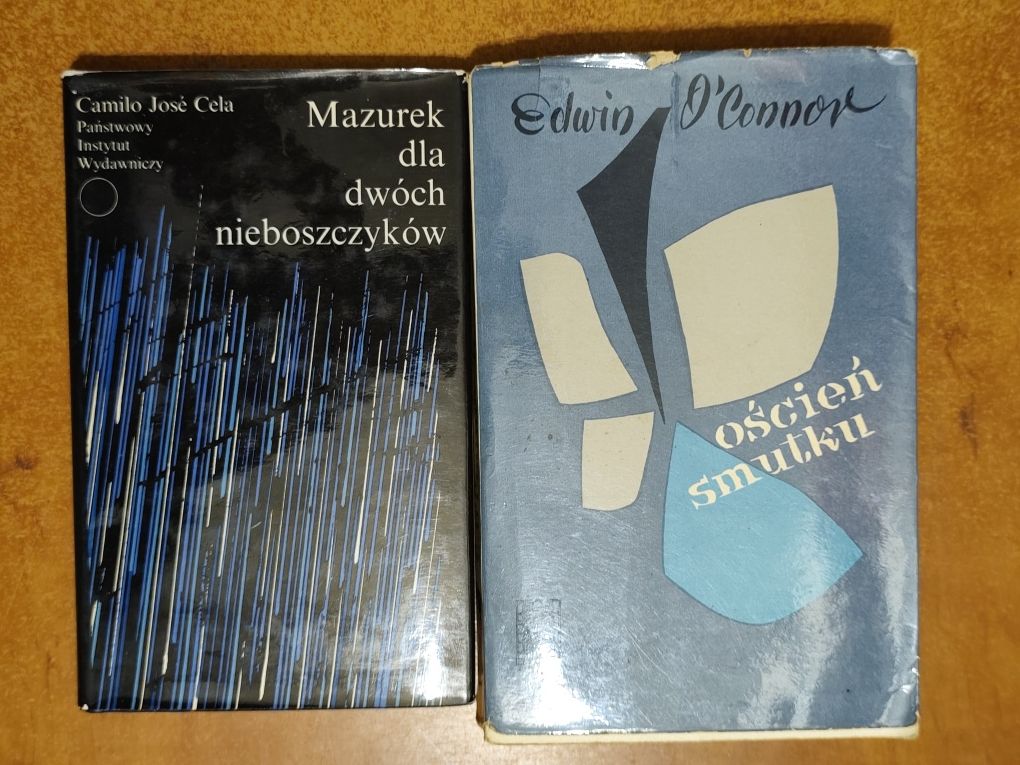 Camilo José Cela
Państwowy
Instytut
Wydawniczy
Mazurek
dla
dwóch
nieboszczyków
Edwin O'Connor
oścień
smutku